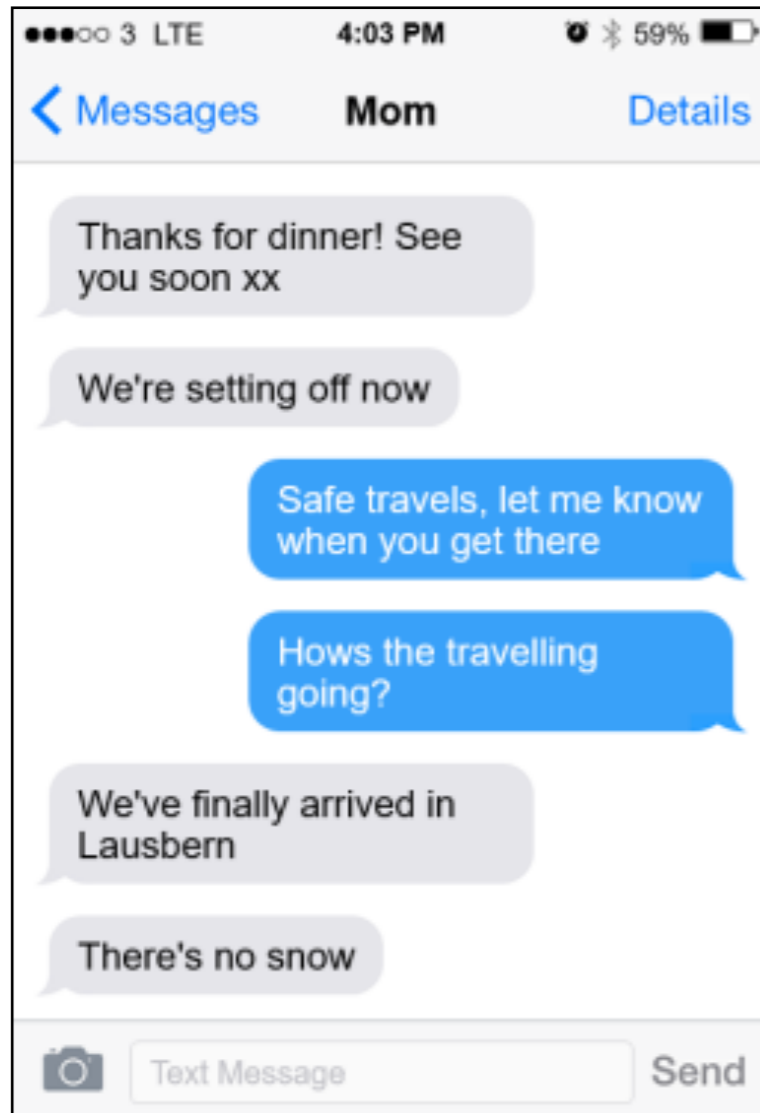 3 LTE 4:03 PM 59%
Messages Mom Details
Thanks for dinner! See
you soon xx
We're setting off now
Safe travels, let me know
when you get there
Hows the travelling
going?
We've finally arrived in
Lausbern
There's no snow
Text Message Send